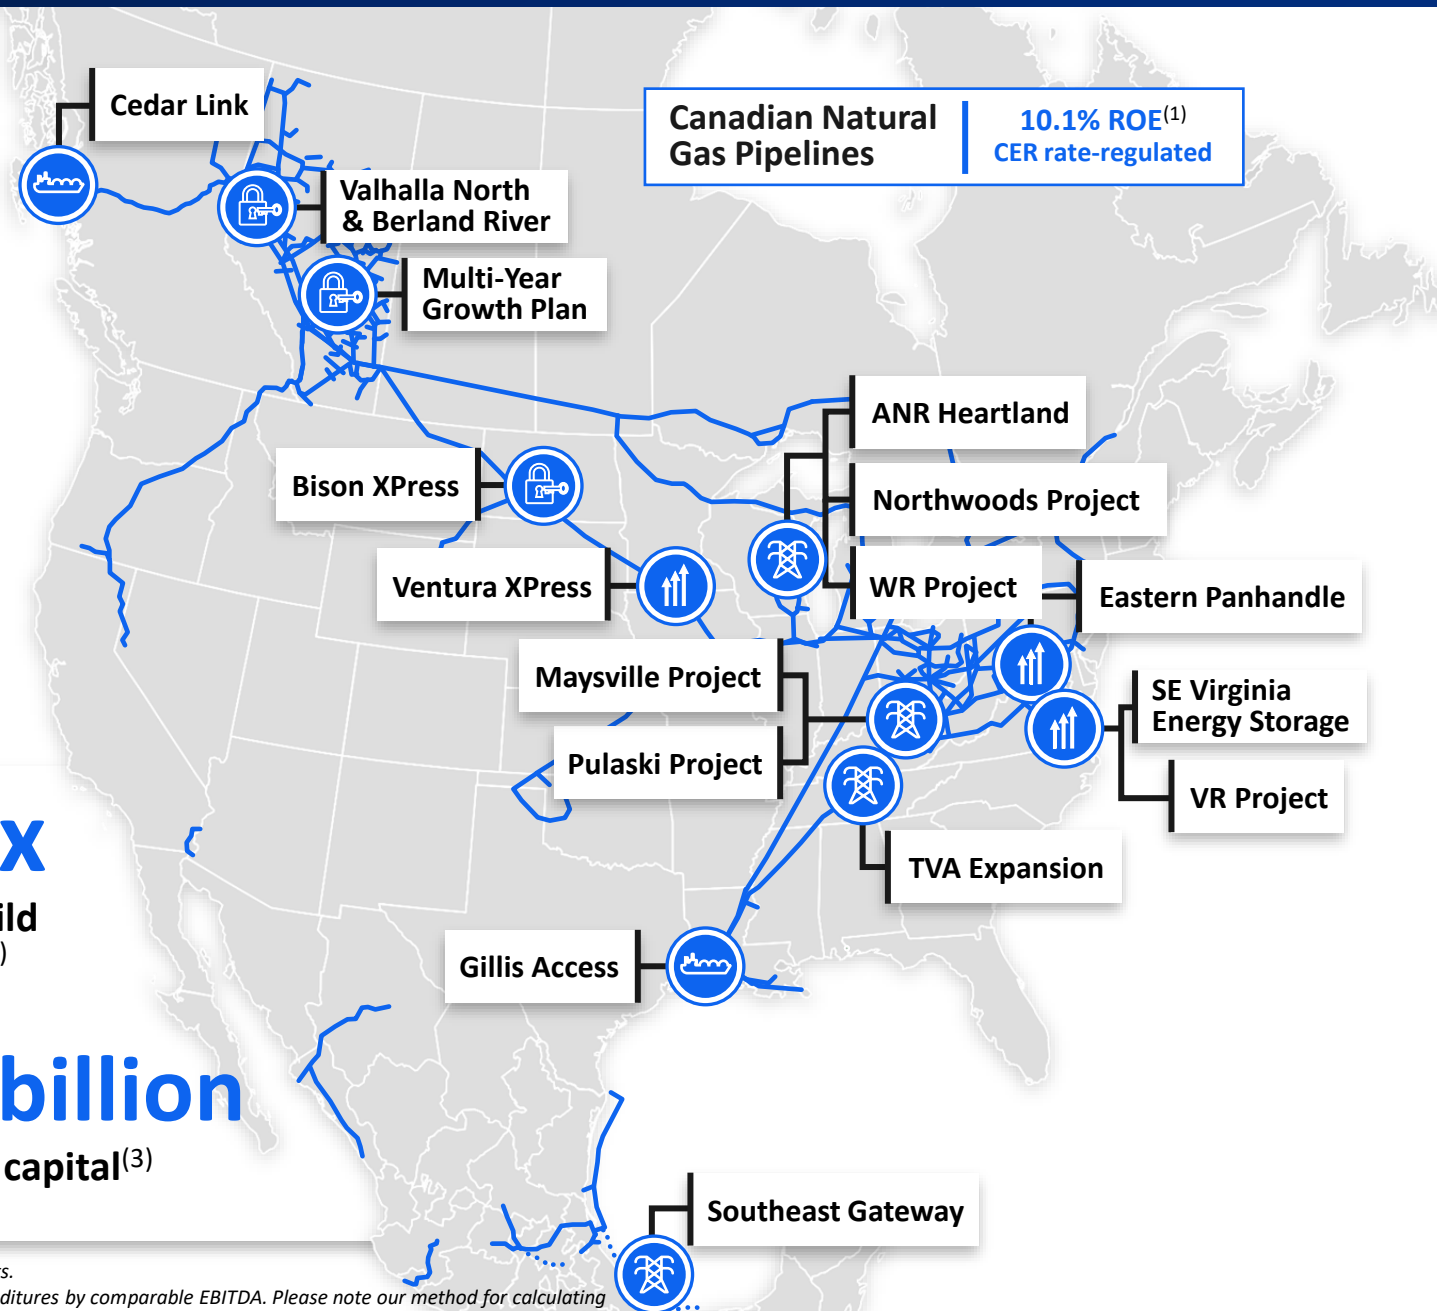 Cedar Link
Canadian Natural
Gas Pipelines
10.1% ROE(1)
CER rate-regulated
Valhalla North
& Berland River
Multi-Year
Growth Plan
ANR Heartland
Bison XPress
Northwoods Project
Ventura XPress
WR Project
Eastern Panhandle
Maysville Project
SE Virginia
Energy Storage
Pulaski Project
VR Project
x
ild
)
TVA Expansion
Gillis Access
billion
capital(3)
Southeast Gateway
s.
ditures by comparable EBITDA. Please note our method for calculating